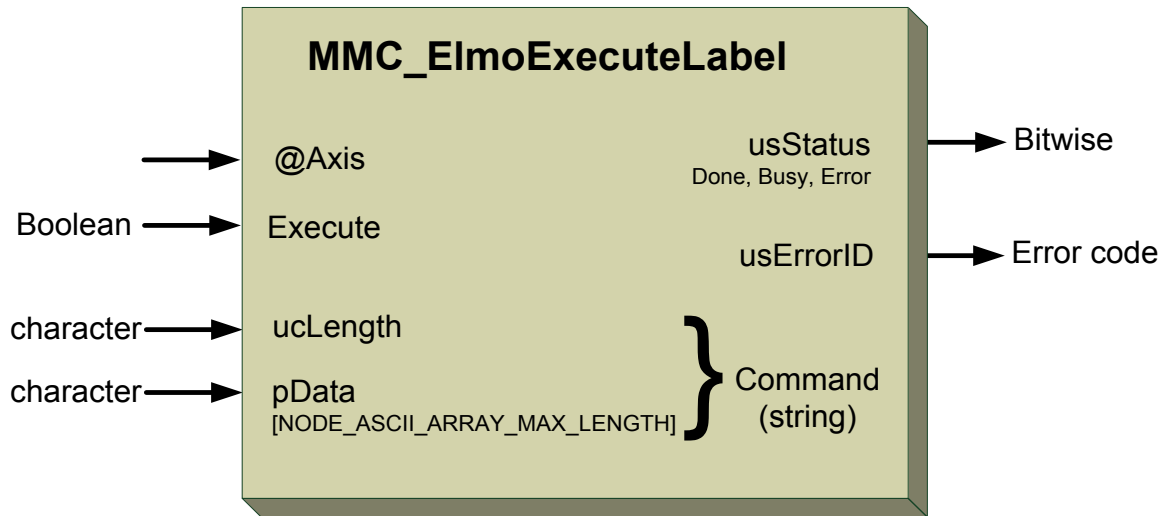 MMC_ElmoExecuteLabel
@Axis
usStatus
Bitwise
Done, Busy, Error
Boolean
Execute
usErrorID
Error code
character
ucLength
character
pData
[NODE_ASCII_ARRAY_MAX_LENGTH]
}
Command
(string)